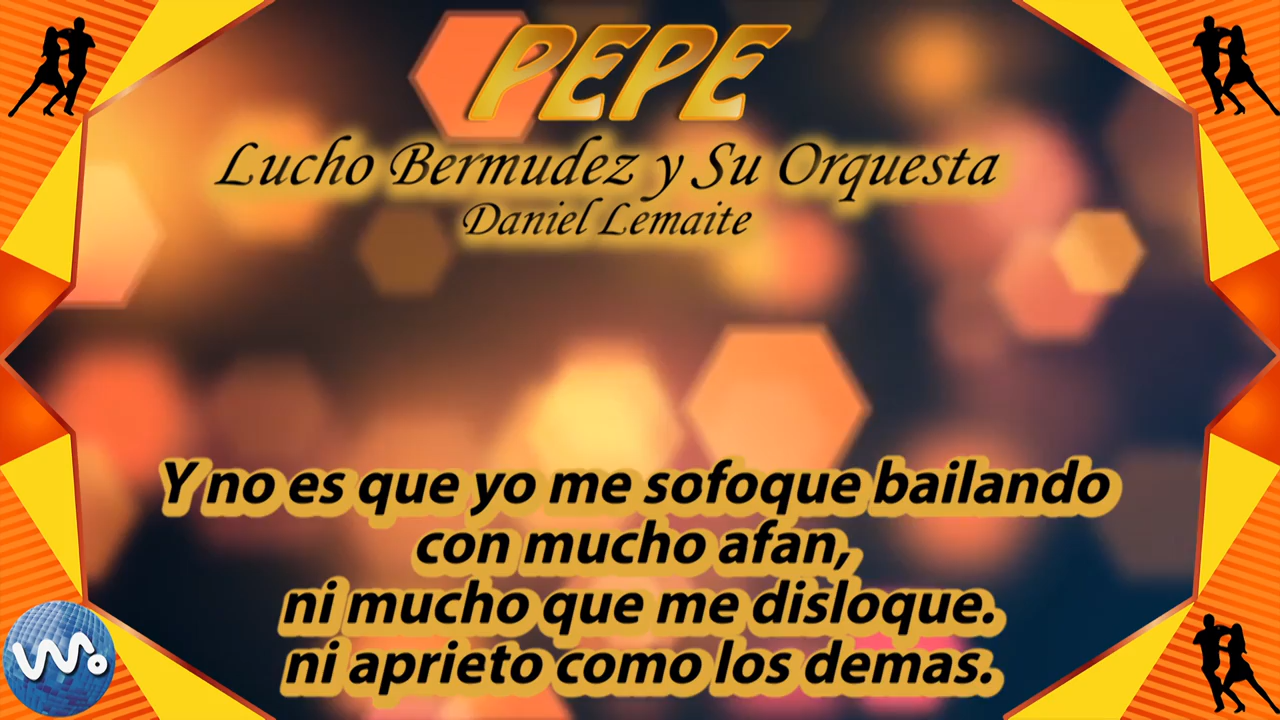 PEPE
Lucho Bermudez y Su Orquesta
Daniel Lemaite
Y no es que yo me sofoque bailando
con mucho afan,
ni mucho que me disloque.
ni aprieto como los demas.